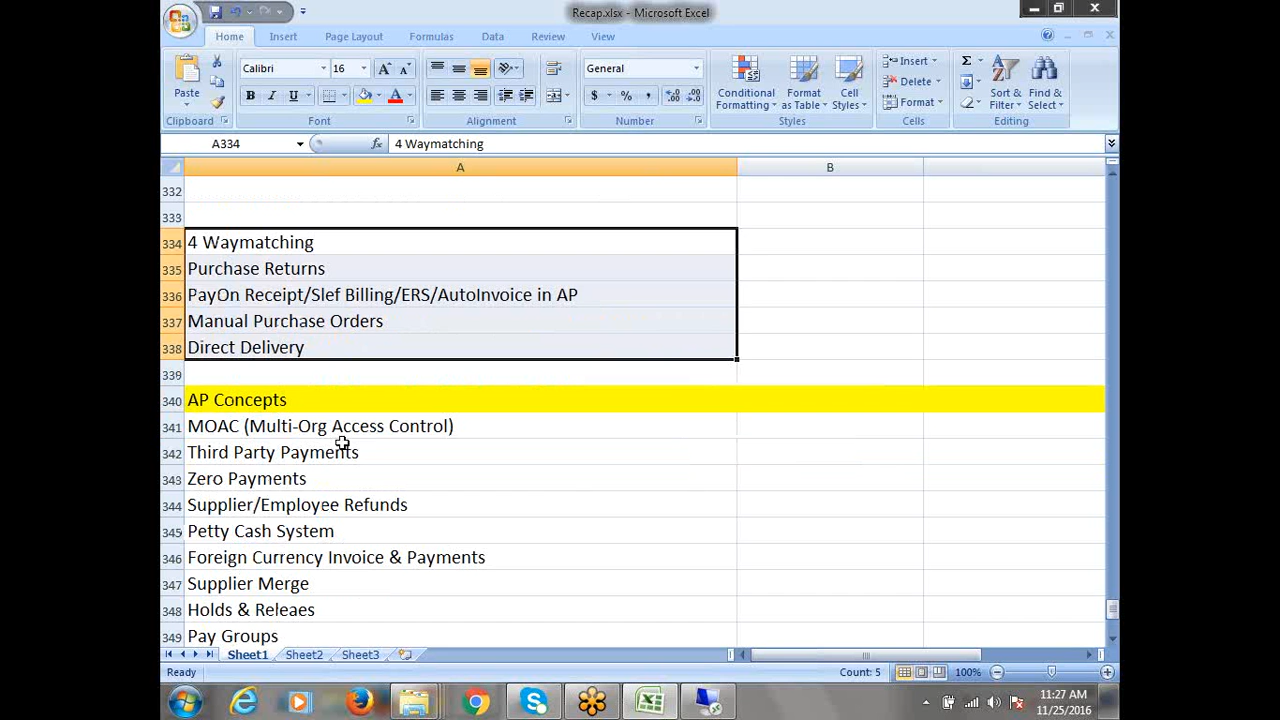 Recap.xlsx - Microsoft Excel
Home Insert Page Layout Formulas Data Review View
Paste
Clipboard
Calibri 16
B I U
Font
Alignment
General
$ % ,
Number
Conditional Formatting
Format as Table
Cell Styles
Styles
Insert
Delete
Format
Cells
Sort & Filter
Find & Select
Editing
A334 fx 4 Waymatching
A B
332
333
334 4 Waymatching
335 Purchase Returns
336 PayOn Receipt/Slef Billing/ERS/AutoInvoice in AP
337 Manual Purchase Orders
338 Direct Delivery
339
340 AP Concepts
341 MOAC (Multi-Org Access Control)
342 Third Party Payments
343 Zero Payments
344 Supplier/Employee Refunds
345 Petty Cash System
346 Foreign Currency Invoice & Payments
347 Supplier Merge
348 Holds & Releaes
349 Pay Groups
Sheet1 Sheet2 Sheet3
Ready Count: 5 100%
11:27 AM
11/25/2016